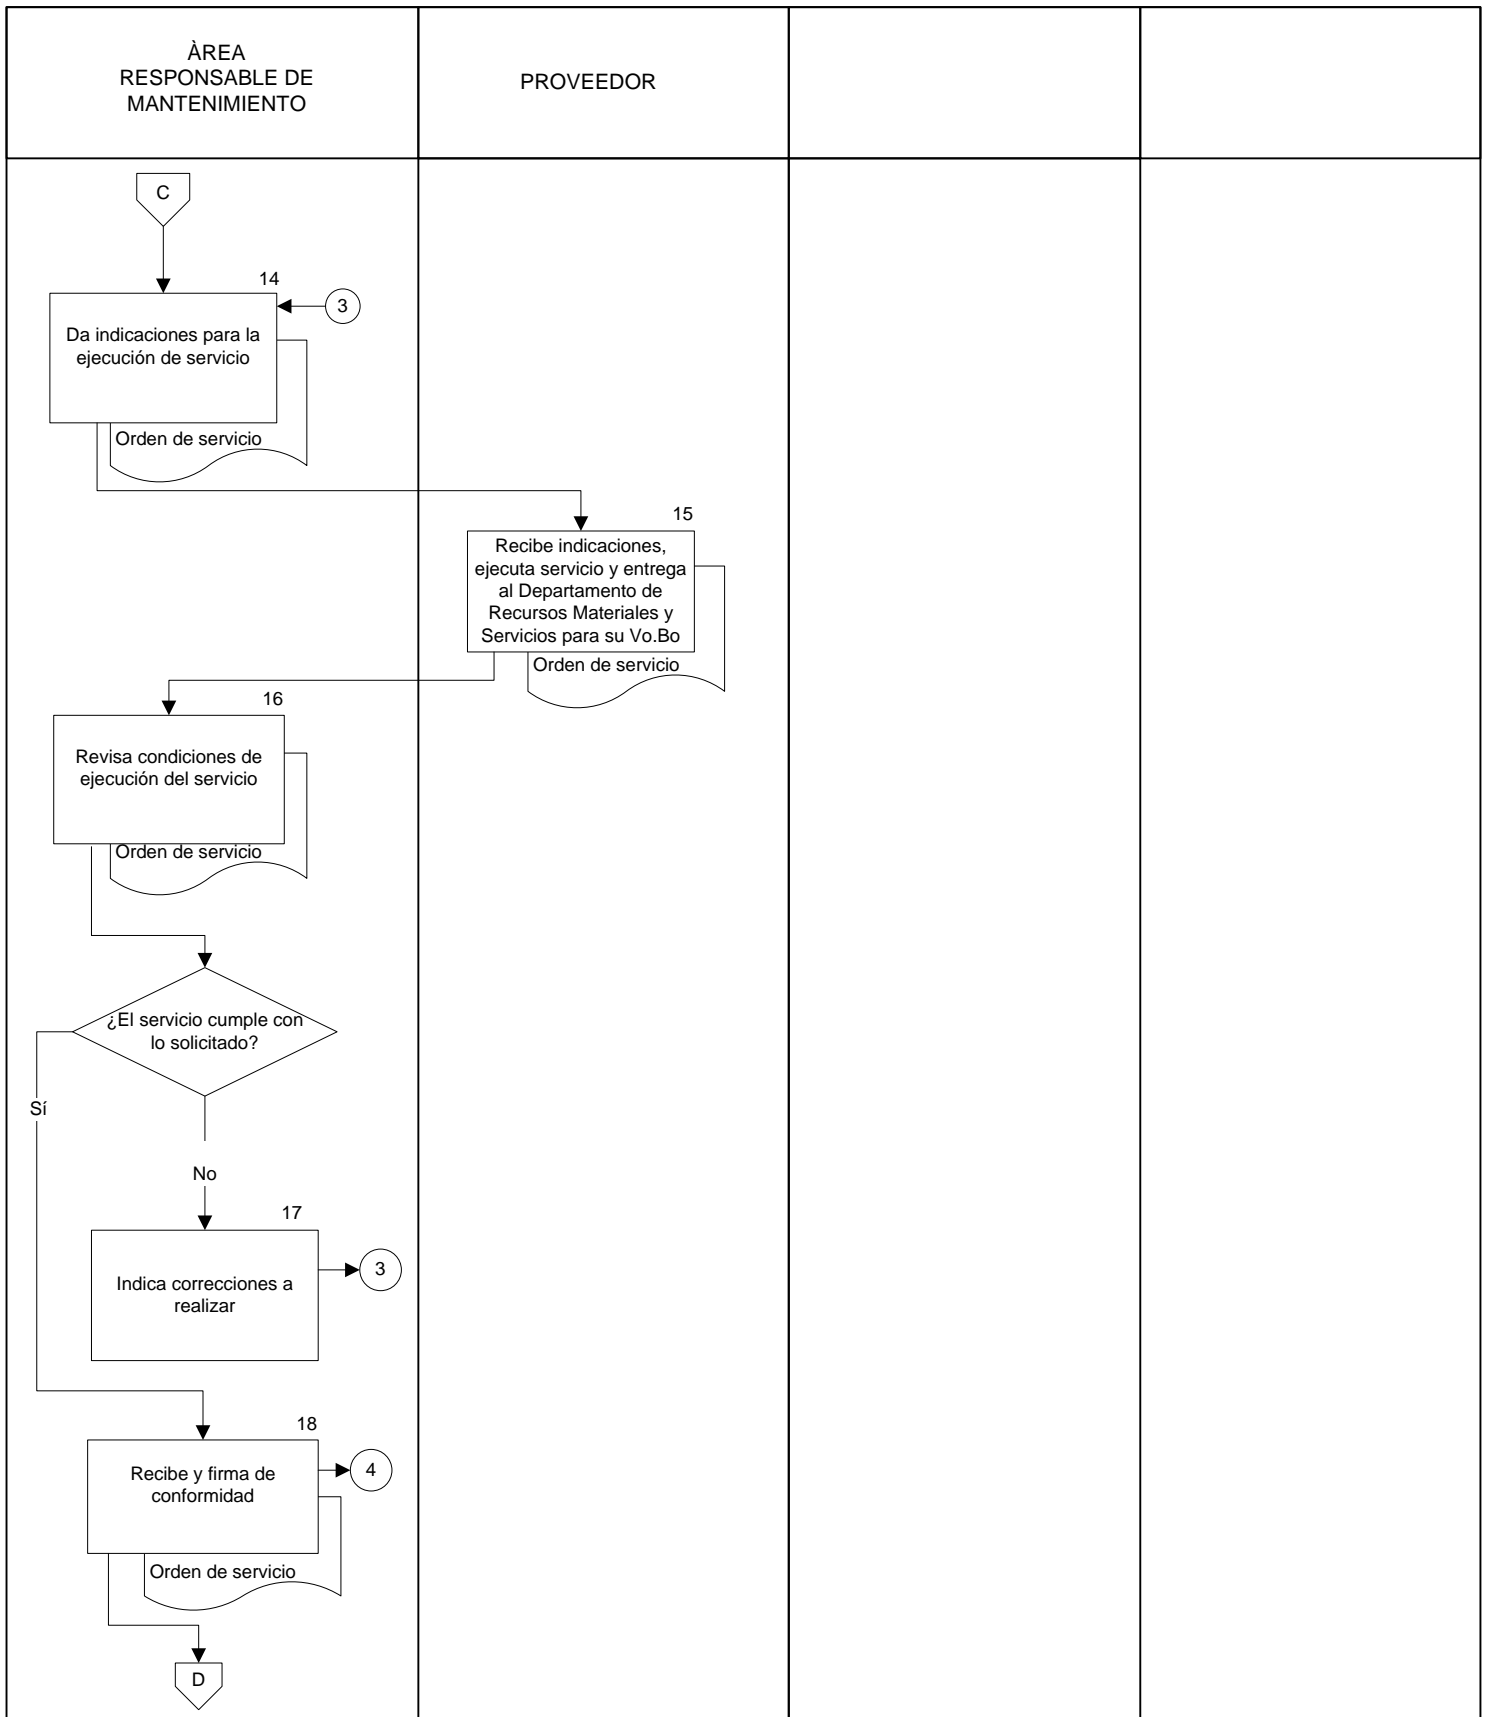 ÀREA
RESPONSABLE DE
MANTENIMIENTO
PROVEEDOR
C
14
3
Da indicaciones para la
ejecución de servicio
Orden de servicio
15
Recibe indicaciones,
ejecuta servicio y entrega
al Departamento de
Recursos Materiales y
Servicios para su Vo.Bo
Orden de servicio
16
Revisa condiciones de
ejecución del servicio
Orden de servicio
¿El servicio cumple con
lo solicitado?
Sí
No
17
Indica correcciones a
realizar
3
18
Recibe y firma de
conformidad
4
Orden de servicio
D